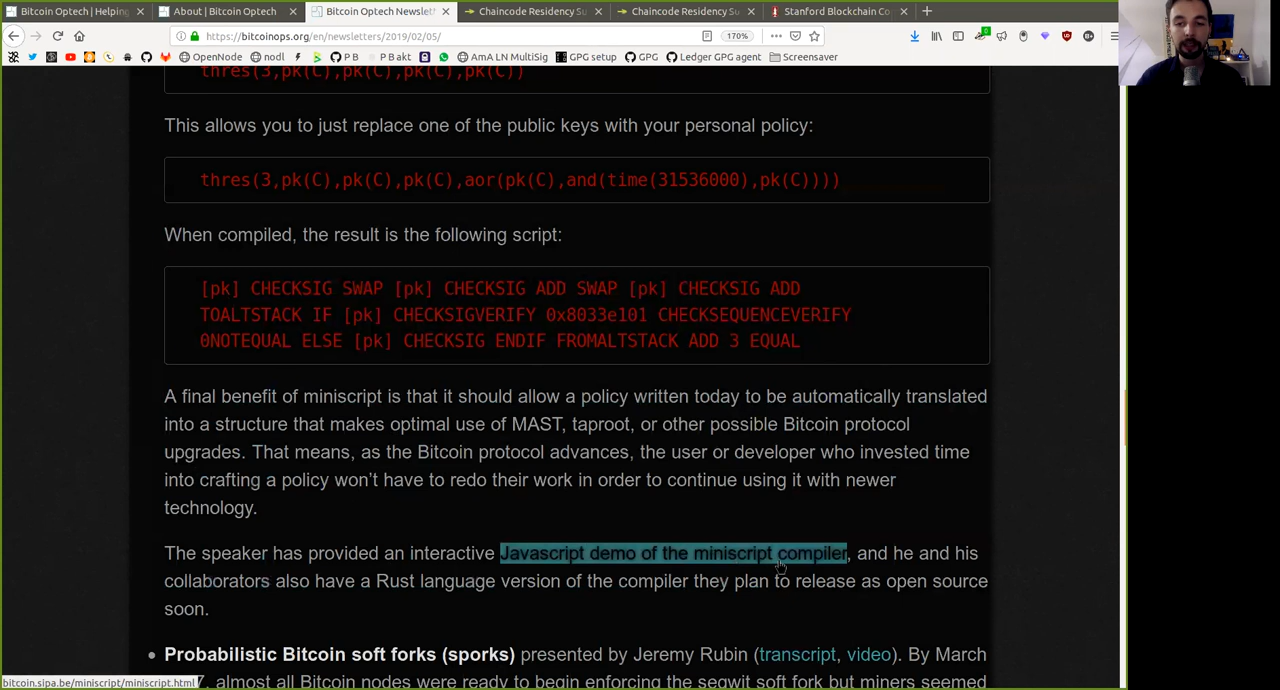 Bitcoin Optech | Helping
About | Bitcoin Optech
Bitcoin Optech Newslett
Chaincode Residency Su
Chaincode Residency Su
Stanford Blockchain Co
https://bitcoinops.org/en/newsletters/2019/02/05/
170%
OpenNode
nodl
P B
P B akt
AmA LN MultiSig
GPG setup
GPG
Ledger GPG agent
Screensaver
thres(3,pk(C),pk(C),pk(C),pk(C))
This allows you to just replace one of the public keys with your personal policy:
thres(3,pk(C),pk(C),pk(C),aor(pk(C),and(time(31536000),pk(C))))
When compiled, the result is the following script:
[pk] CHECKSIG SWAP [pk] CHECKSIG ADD SWAP [pk] CHECKSIG ADD
TOALTSTACK IF [pk] CHECKSIGVERIFY 0x8033e101 CHECKSEQUENCEVERIFY
0NOTEQUAL ELSE [pk] CHECKSIG ENDIF FROMALTSTACK ADD 3 EQUAL
A final benefit of miniscript is that it should allow a policy written today to be automatically translated
into a structure that makes optimal use of MAST, taproot, or other possible Bitcoin protocol
upgrades. That means, as the Bitcoin protocol advances, the user or developer who invested time
into crafting a policy won’t have to redo their work in order to continue using it with newer
technology.
The speaker has provided an interactive Javascript demo of the miniscript compiler, and he and his
collaborators also have a Rust language version of the compiler they plan to release as open source
soon.
• Probabilistic Bitcoin soft forks (sporks) presented by Jeremy Rubin (transcript, video). By March
7, almost all Bitcoin nodes were ready to begin enforcing the segwit soft fork but miners seemed
bitcoin.sipa.be/miniscript/miniscript.html